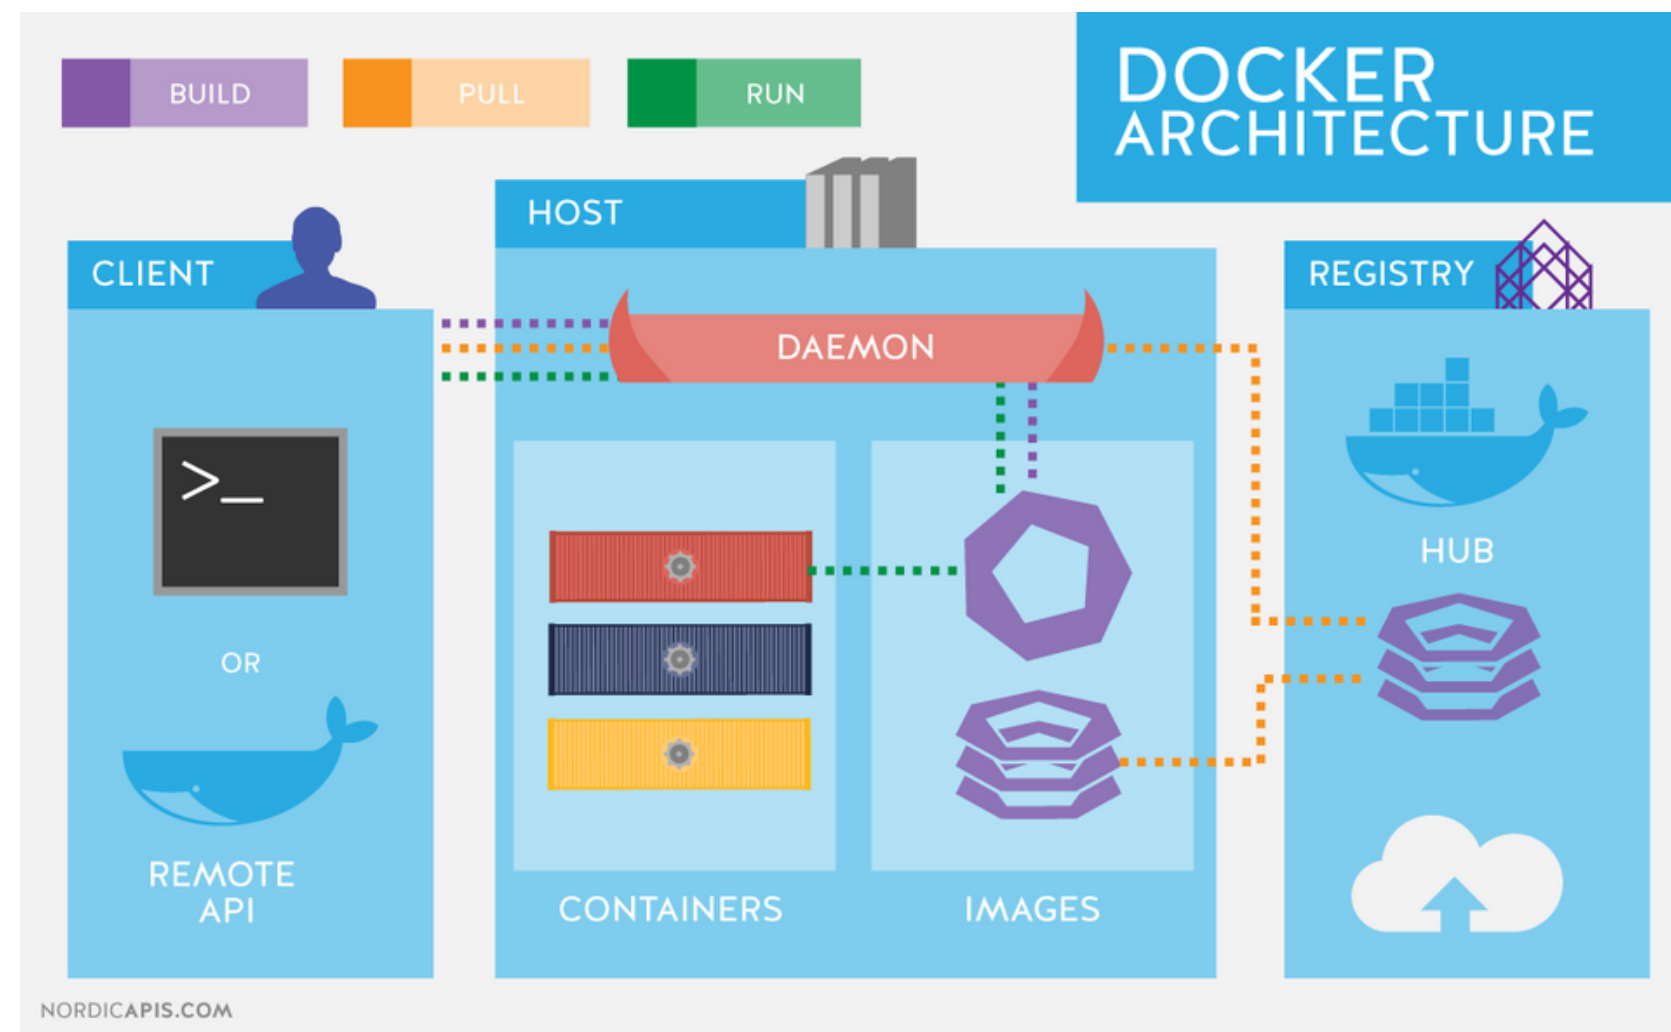 BUILD
PULL
RUN
DOCKER
ARCHITECTURE
CLIENT
HOST
REGISTRY
DAEMON
>_
OR
REMOTE
API
CONTAINERS
IMAGES
HUB
NORDICAPIS.COM